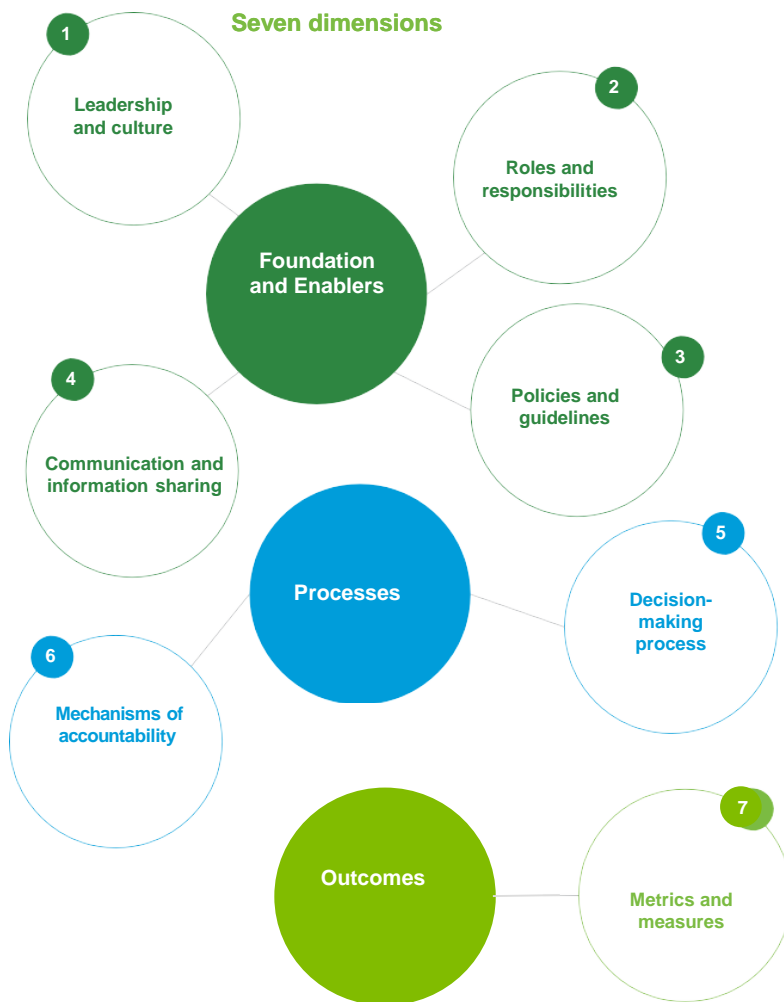 Seven dimensions
1
Leadership
and culture
2
Roles and
responsibilities
Foundation
and Enablers
3
Policies and
guidelines
4
Communication and
information sharing
Processes
5
Decision-
making
process
6
Mechanisms of
accountability
Outcomes
7
Metrics and
measures